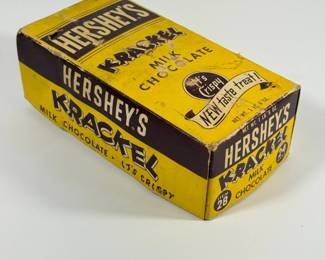 HERSHEY'S
KRACKEL
MILK
CHOCOLATE
It's Crispy
NEW taste treat!
HERSHEY'S
KRACKEL
MILK CHOCOLATE • It's CRISPY
HERSHEY'S
KRACKEL
MILK
CHOCOLATE
28